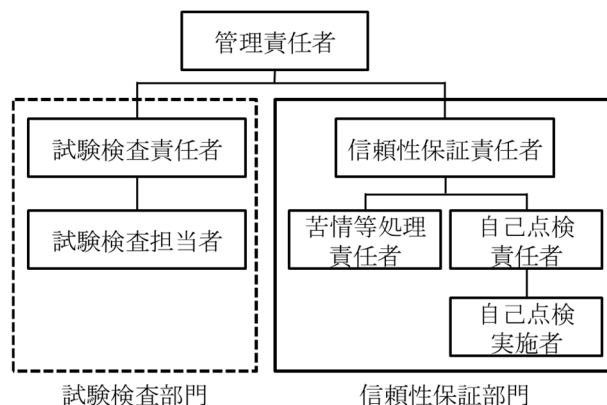 管理責任者
試験検査責任者
信頼性保証責任者
試験検査担当者
苦情等処理
責任者
自己点検
責任者
自己点検
実施者
試験検査部門
信頼性保証部門